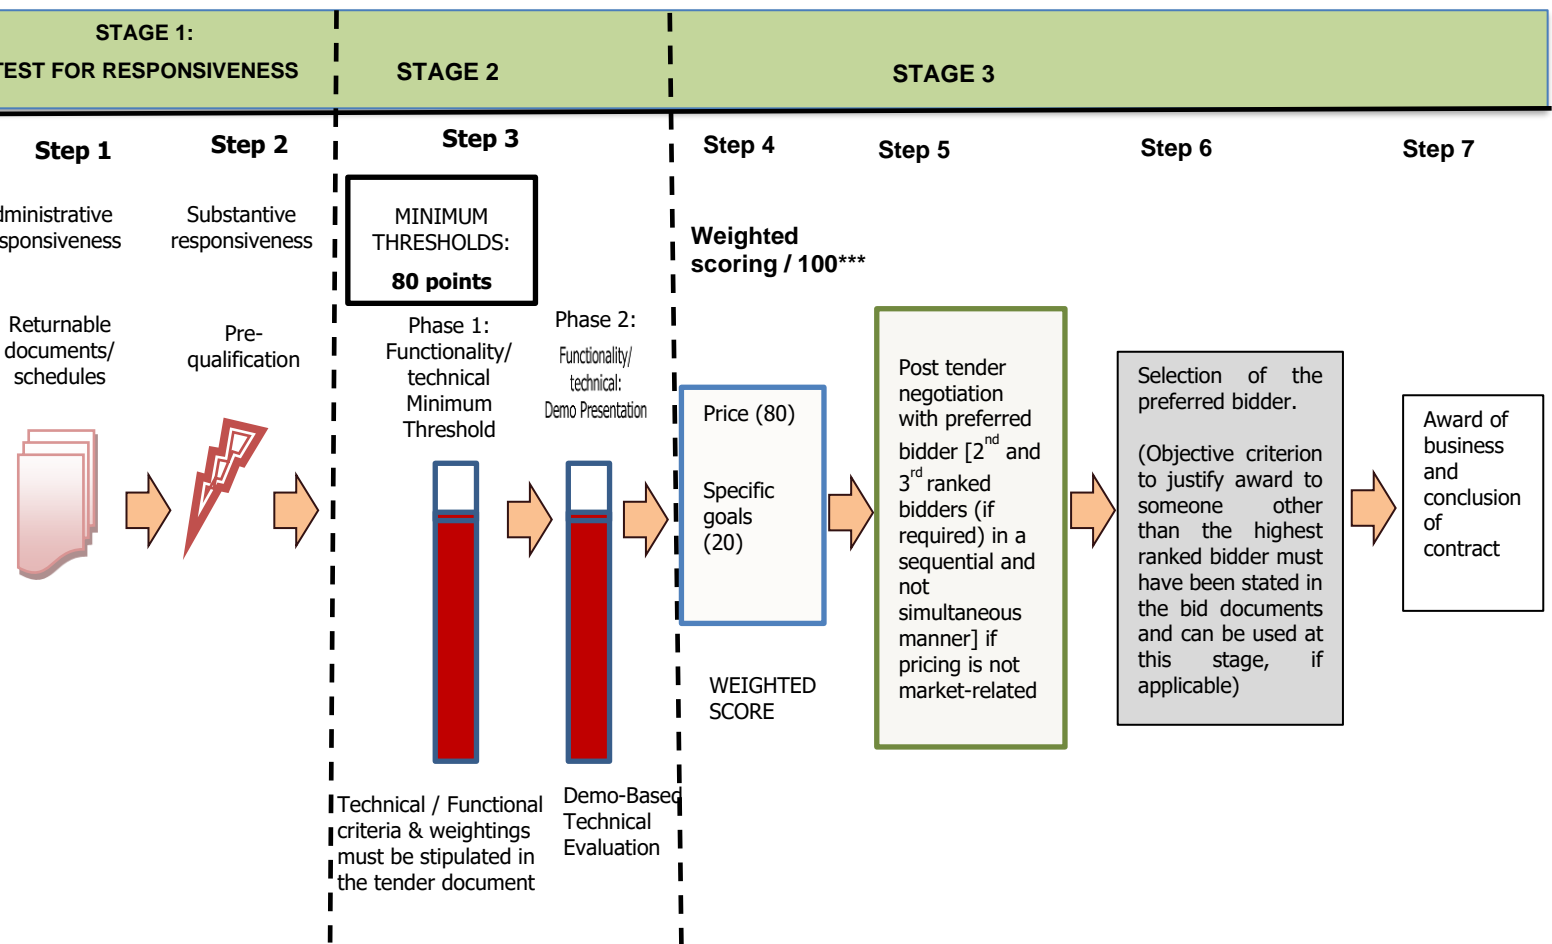 STAGE 1:
TEST FOR RESPONSIVENESS
STAGE 2
STAGE 3
Step 1
Step 2
Step 3
Step 4
Step 5
Step 6
Step 7
dministrative
sponsiveness
Substantive
responsiveness
MINIMUM
THRESHOLDS:
80 points
Weighted
scoring / 100***
Returnable
documents/
schedules
Pre-
qualification
Phase 1:
Functionality/
technical
Minimum
Threshold
Phase 2:
Functionality/
technical:
Demo Presentation
Price (80)
Specific
goals
(20)
WEIGHTED
SCORE
Post tender
negotiation
with preferred
bidder [2nd and
3rd ranked
bidders (if
required) in a
sequential and
not
simultaneous
manner] if
pricing is not
market-related
Selection of the
preferred bidder.
(Objective criterion
to justify award to
someone other
than the highest
ranked bidder must
have been stated in
the bid documents
and can be used at
this stage, if
applicable)
Award of
business
and
conclusion
of
contract
Technical / Functional
criteria & weightings
must be stipulated in
the tender document
Demo-Based
Technical
Evaluation